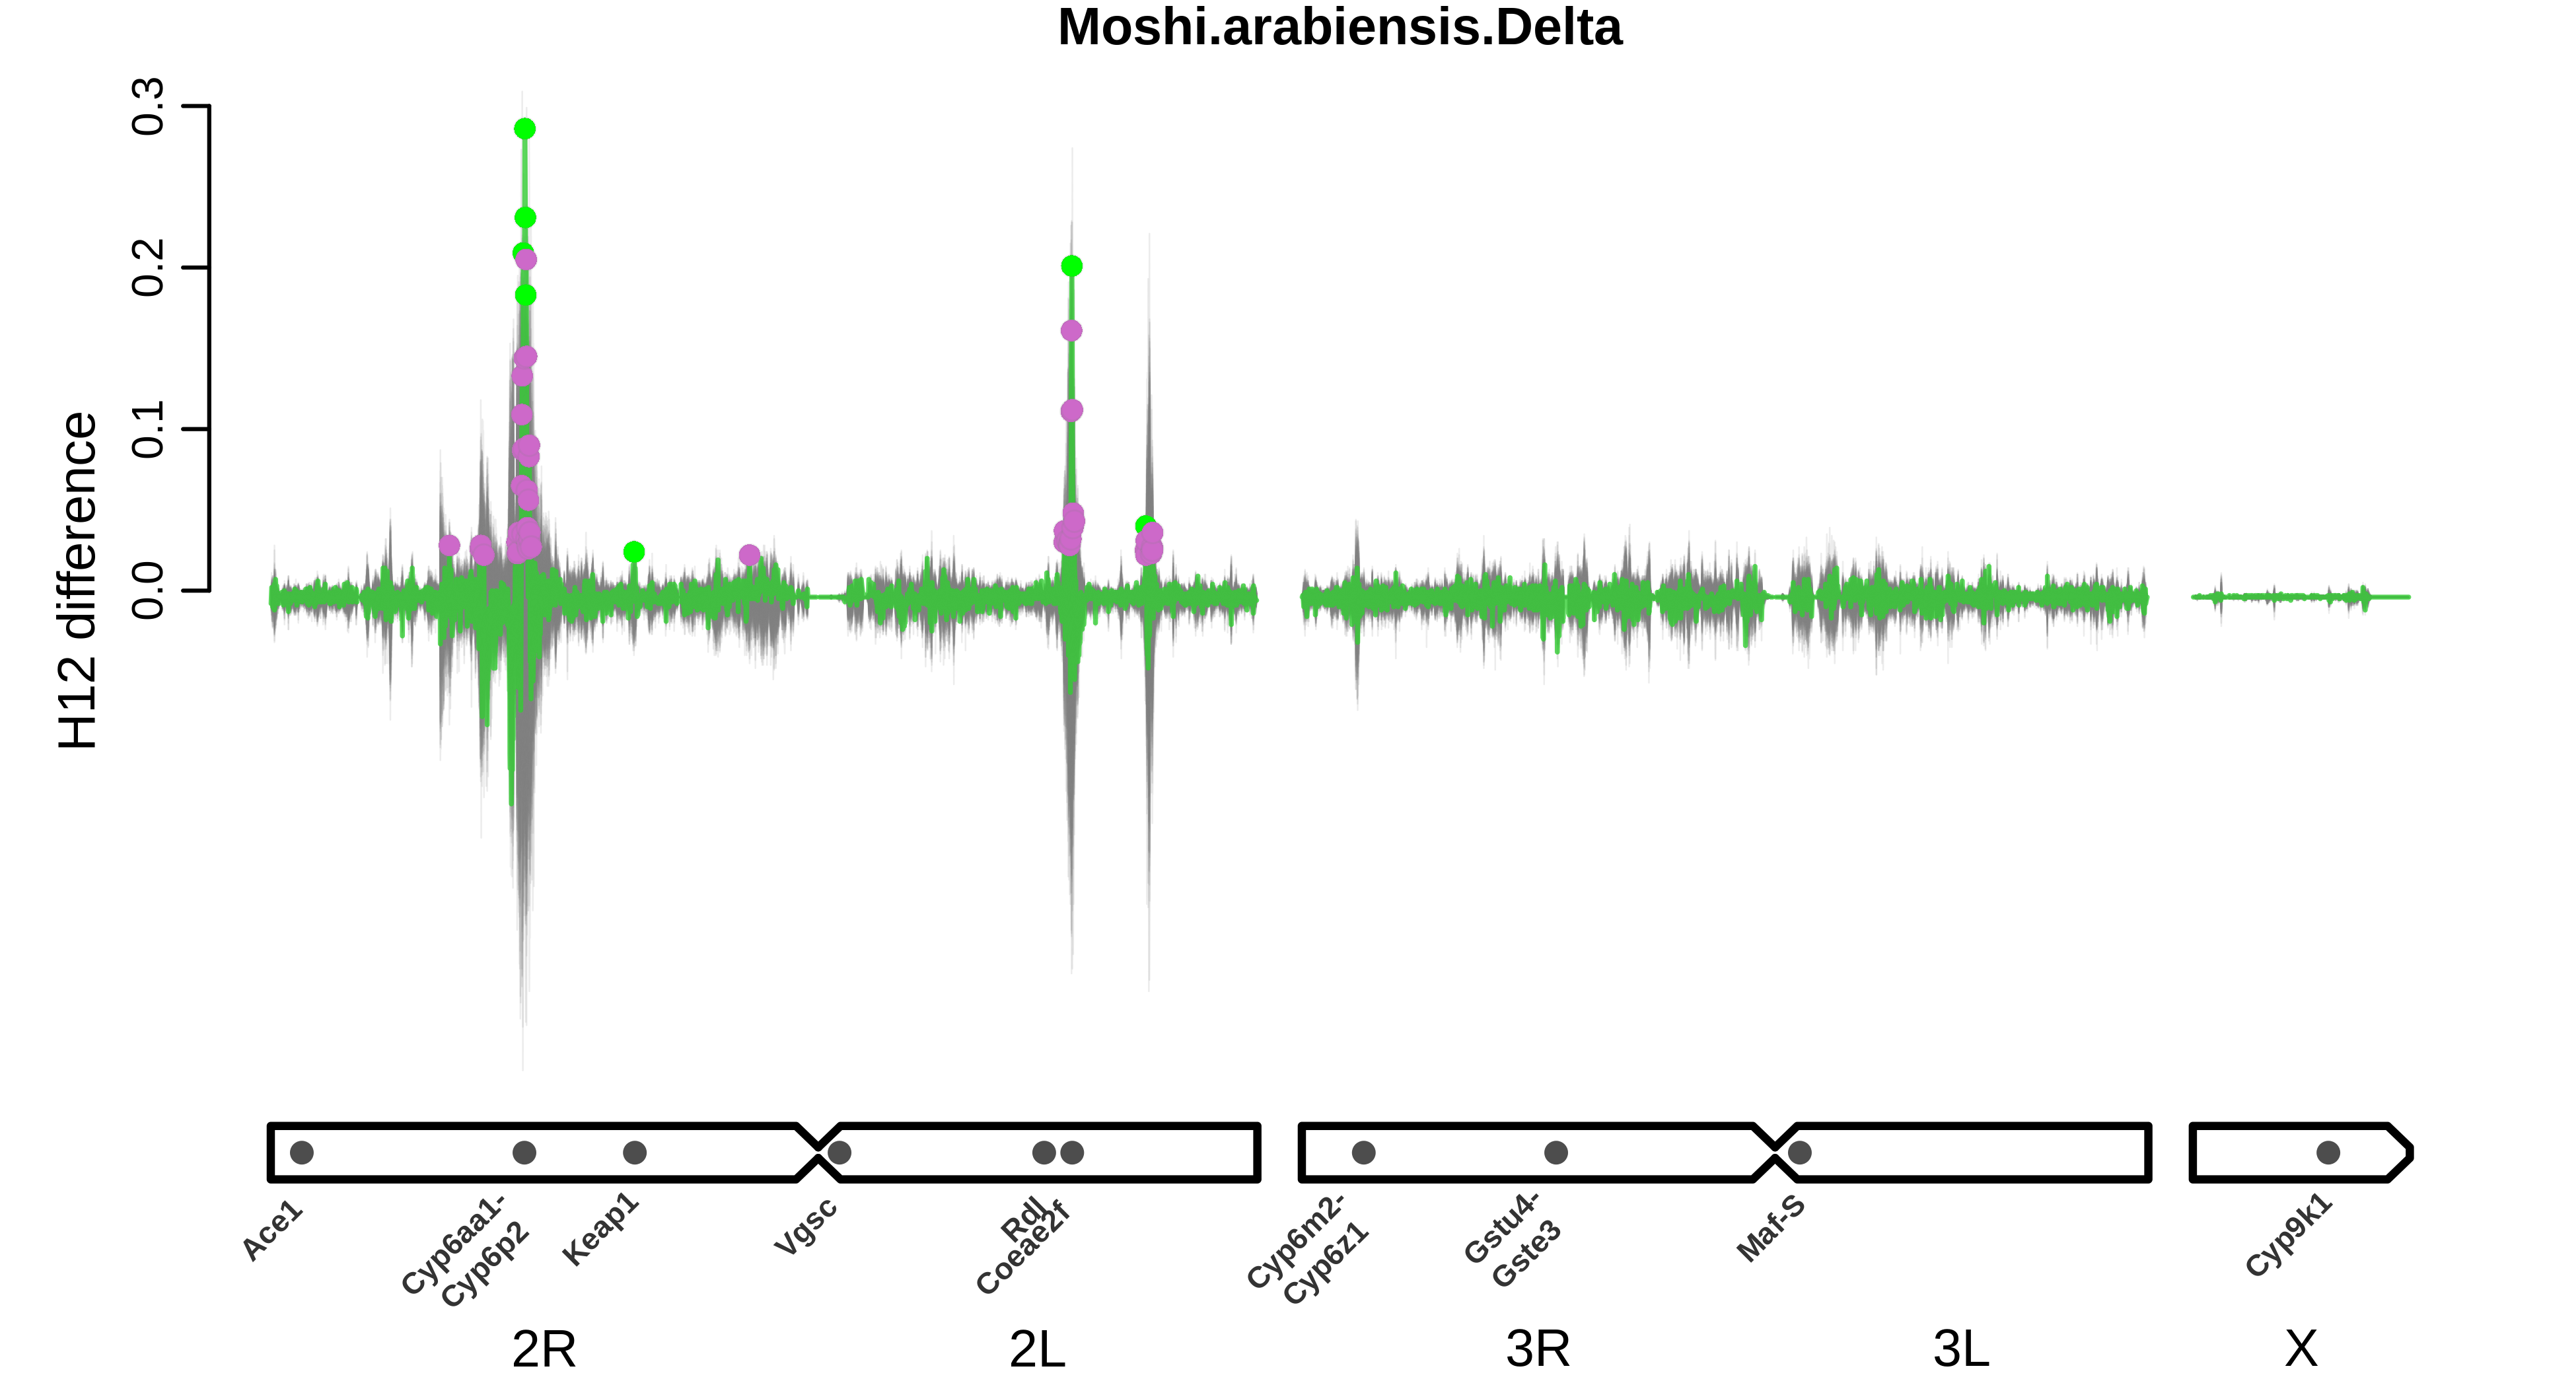 Moshi.arabiensis.Delta
H12 difference
0.3
0.2
0.1
0.0
Ace1
Cyp6aa1-
Cyp6p2
Keap1
Vgsc
Rdl
Coeae2f
Cyp6m2-
Cyp6z1
Gstu4-
Gste3
Maf-S
Cyp9k1
2R
2L
3R
3L
X